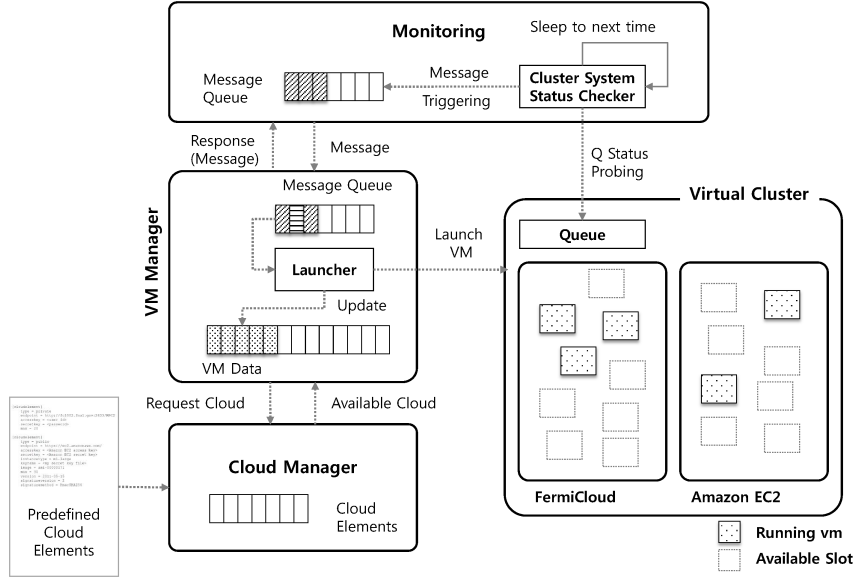 Monitoring
Sleep to next time
Message
Queue
Message
Triggering
Cluster System
Status Checker
Response
(Message)
Message
Q Status
Probing
VM Manager
Message Queue
Launcher
Update
VM Data
Launch
VM
Virtual Cluster
Queue
FermiCloud
Amazon EC2
Request Cloud
Available Cloud
Cloud Manager
Cloud
Elements
Predefined
Cloud
Elements
Running vm
Available Slot